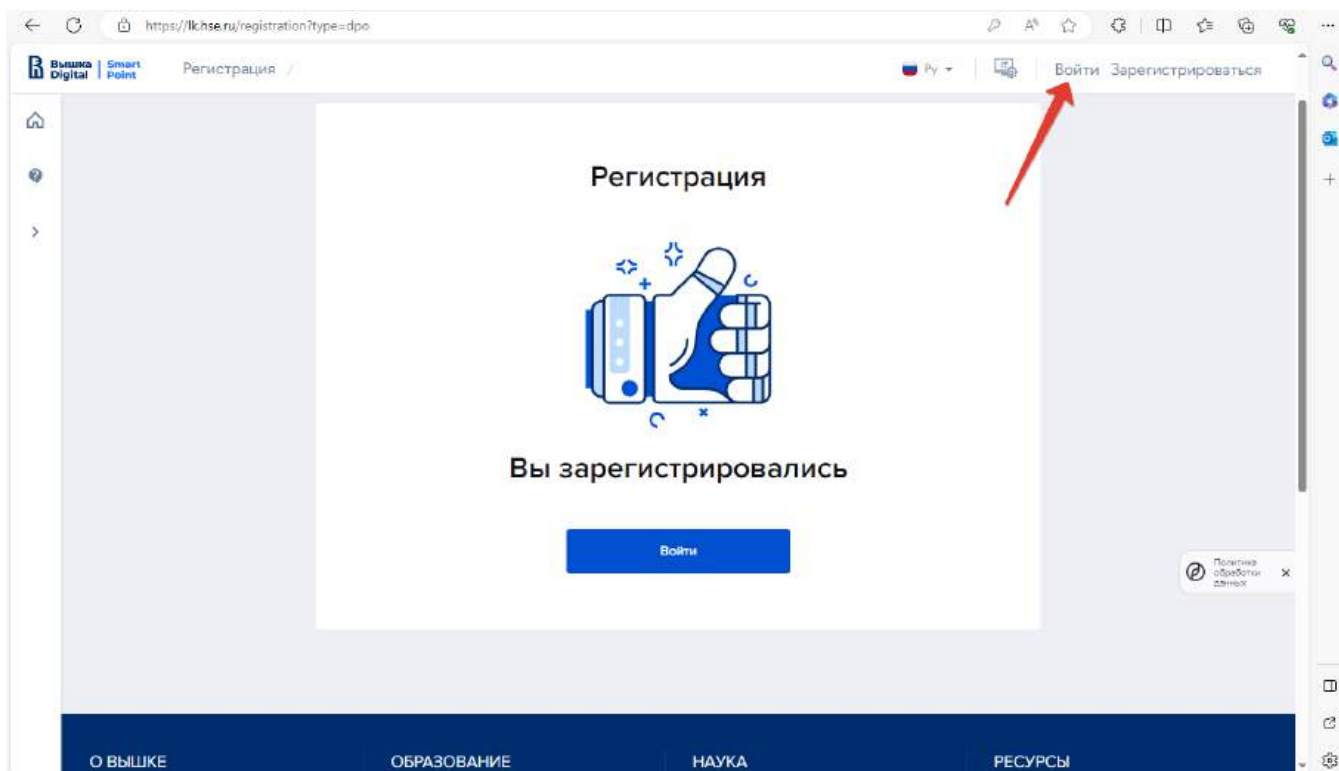 https://lk.hse.ru/registration?type=dpo
Вышка Digital | Smart Point
Регистрация /
Ру
Войти Зарегистрироваться
Регистрация
Вы зарегистрировались
Войти
Политика
обработки
данных
О ВЫШКЕ ОБРАЗОВАНИЕ НАУКА РЕСУРСЫ